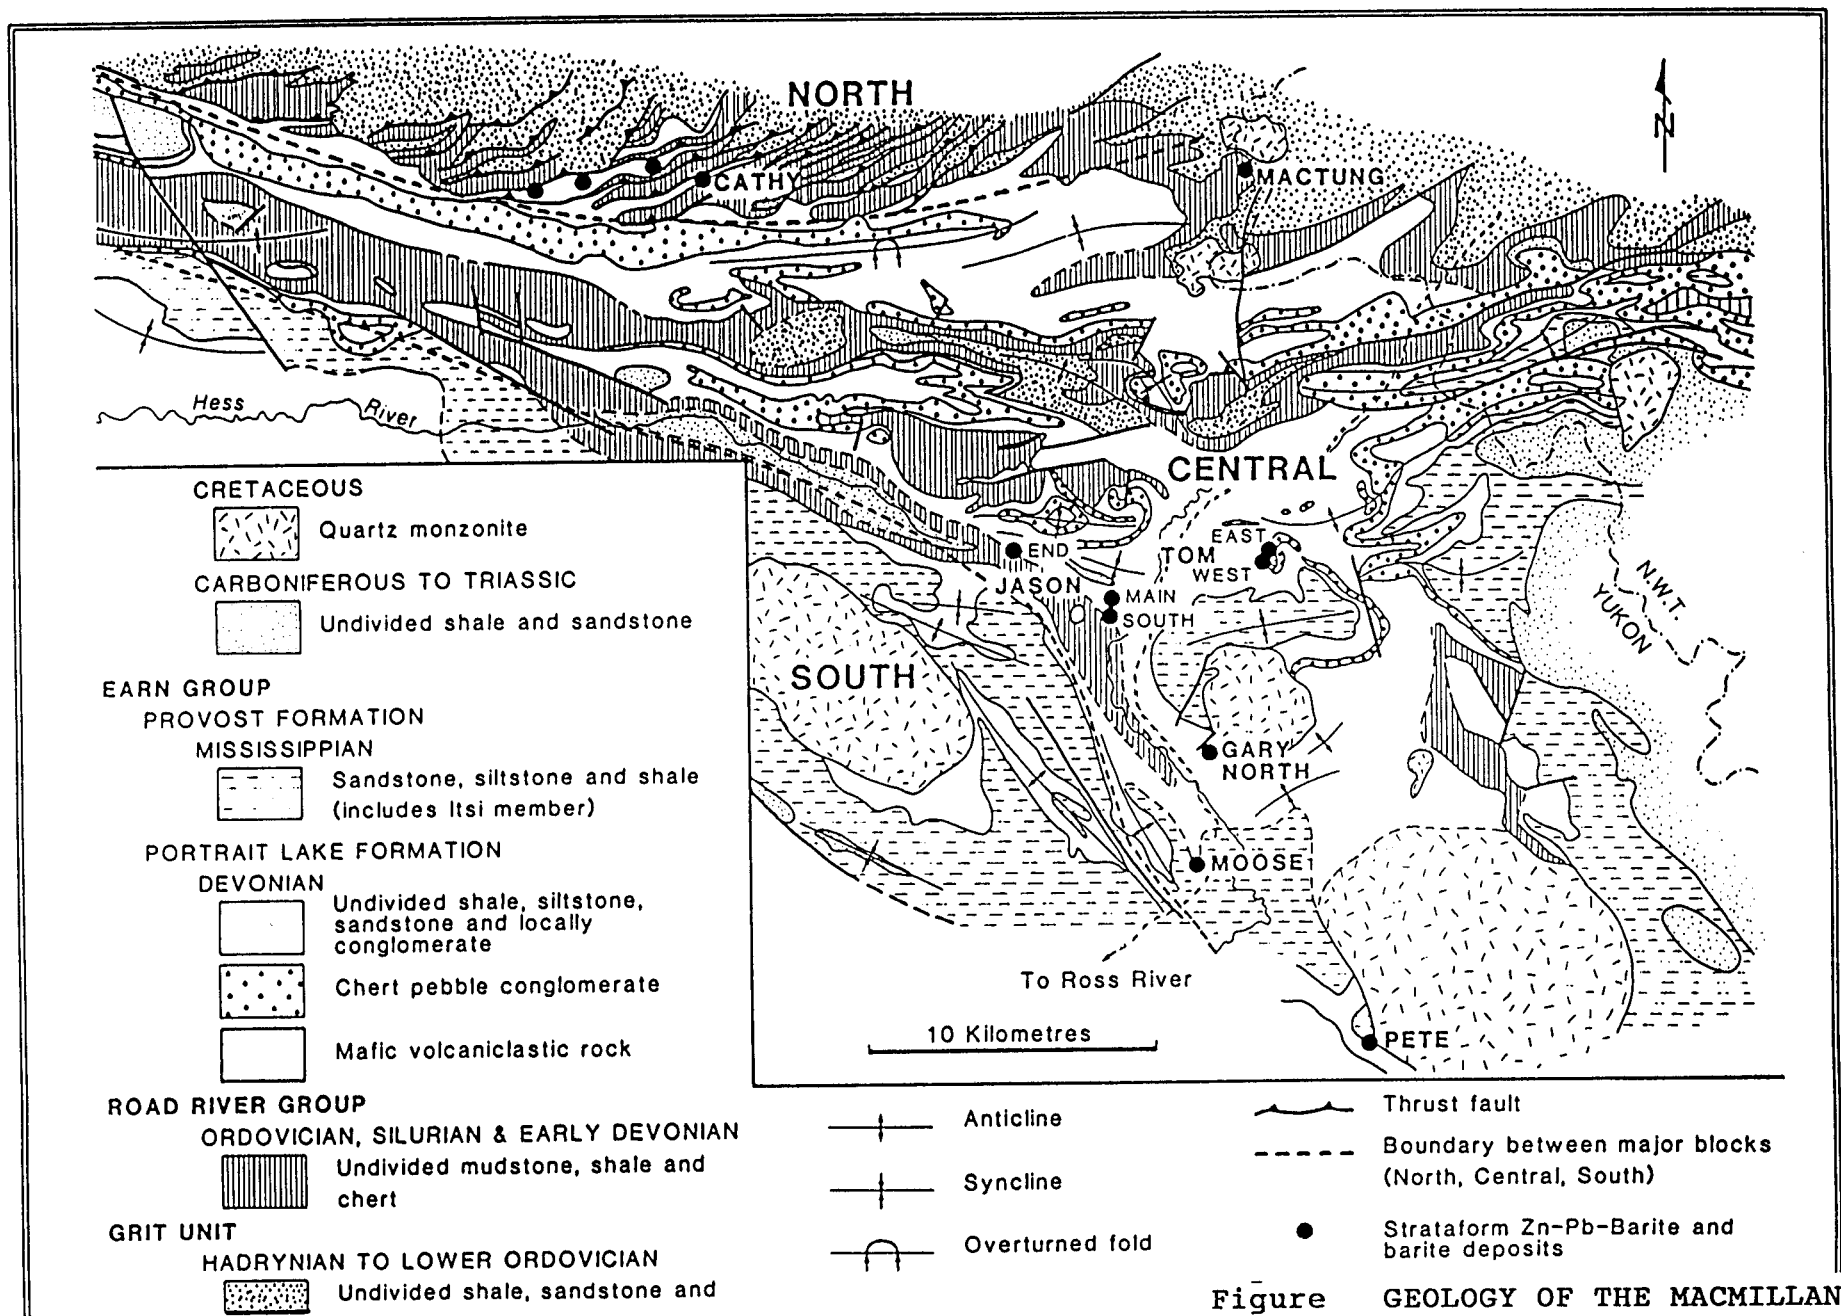 NORTH
N
CATHY
MACTUNG
Hess River
CENTRAL
EAST
TOM
WEST
END
JASON
MAIN
SOUTH
N.W.T.
YUKON
SOUTH
GARY
NORTH
MOOSE
To Ross River
10 Kilometres
PETE
CRETACEOUS
Quartz monzonite
CARBONIFEROUS TO TRIASSIC
Undivided shale and sandstone
EARN GROUP
PROVOST FORMATION
MISSISSIPPIAN
Sandstone, siltstone and shale
(includes Itsi member)
PORTRAIT LAKE FORMATION
DEVONIAN
Undivided shale, siltstone,
sandstone and locally
conglomerate
Chert pebble conglomerate
Mafic volcaniclastic rock
ROAD RIVER GROUP
ORDOVICIAN, SILURIAN & EARLY DEVONIAN
Undivided mudstone, shale and
chert
GRIT UNIT
HADRYNIAN TO LOWER ORDOVICIAN
Undivided shale, sandstone and
Anticline
Syncline
Overturned fold
Thrust fault
Boundary between major blocks
(North, Central, South)
Strataform Zn-Pb-Barite and
barite deposits
Figure GEOLOGY OF THE MACMILLAN